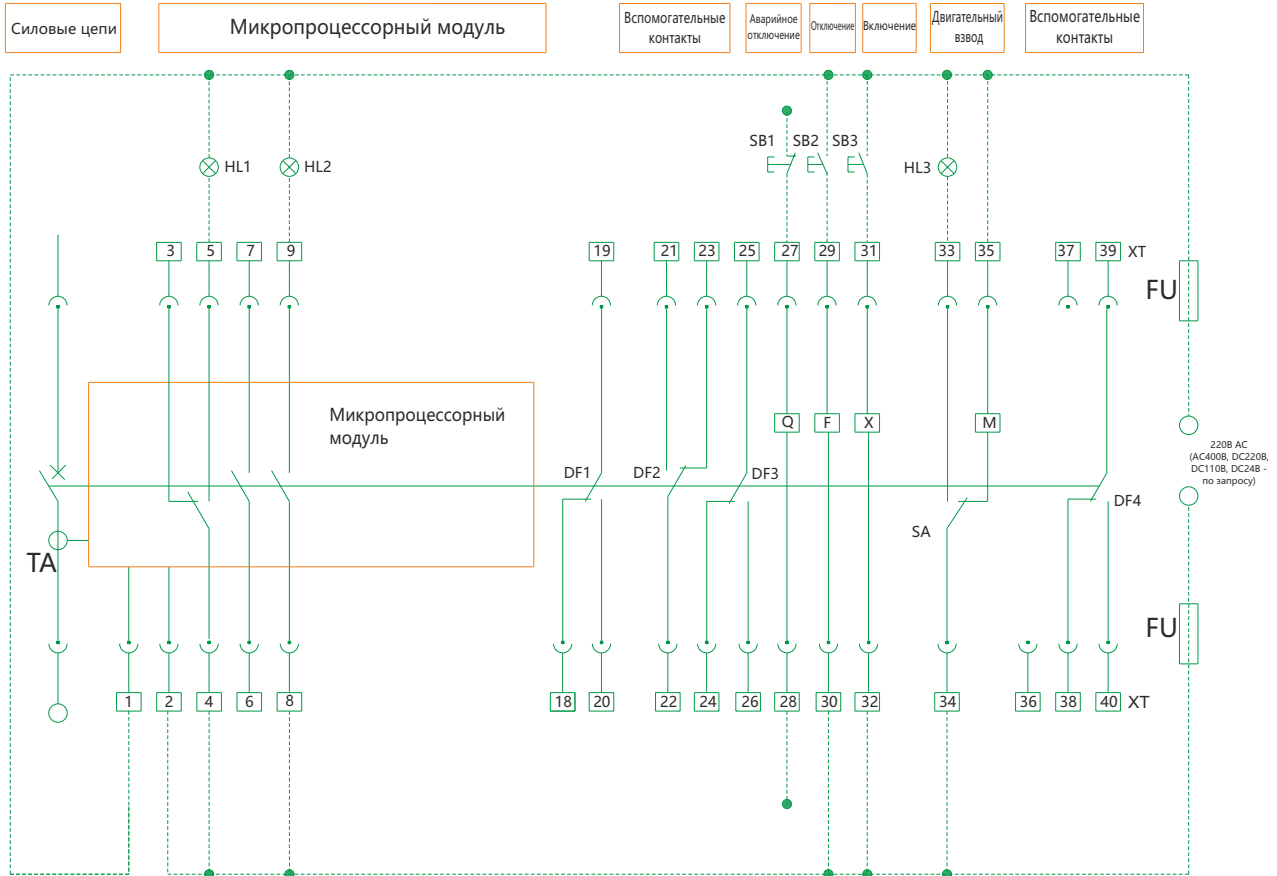 Силовые цепи
Микропроцессорный модуль
Вспомогательные
контакты
Аварийное
отключение
Отключение
Включение
Двигательный
взвод
Вспомогательные
контакты
SB1
SB2
SB3
HL1
HL2
HL3
3
5
7
9
19
21
23
25
27
29
31
33
35
37
39
XT
FU
Микропроцессорный
модуль
Q
F
X
M
220В AC
(AC400В, DC220В,
DC110В, DC24В -
по запросу)
DF1
DF2
DF3
DF4
SA
TA
FU
1
2
4
6
8
18
20
22
24
26
28
30
32
34
36
38
40
XT